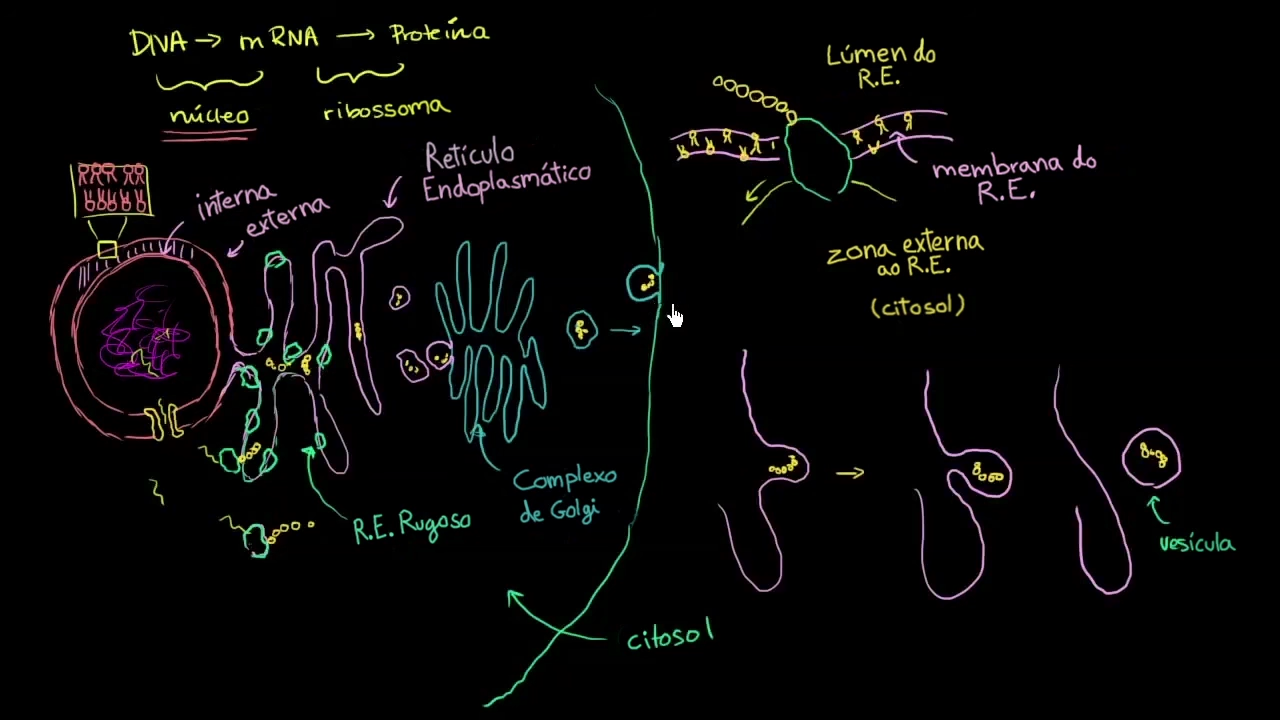 DNA → mRNA → Proteína
núcleo
ribossoma
interna
externa
Retículo
Endoplasmático
Complexo
de Golgi
R.E. Rugoso
citosol
Lúmen do
R.E.
membrana do
R.E.
zona externa
ao R.E.
(citosol)
vesícula